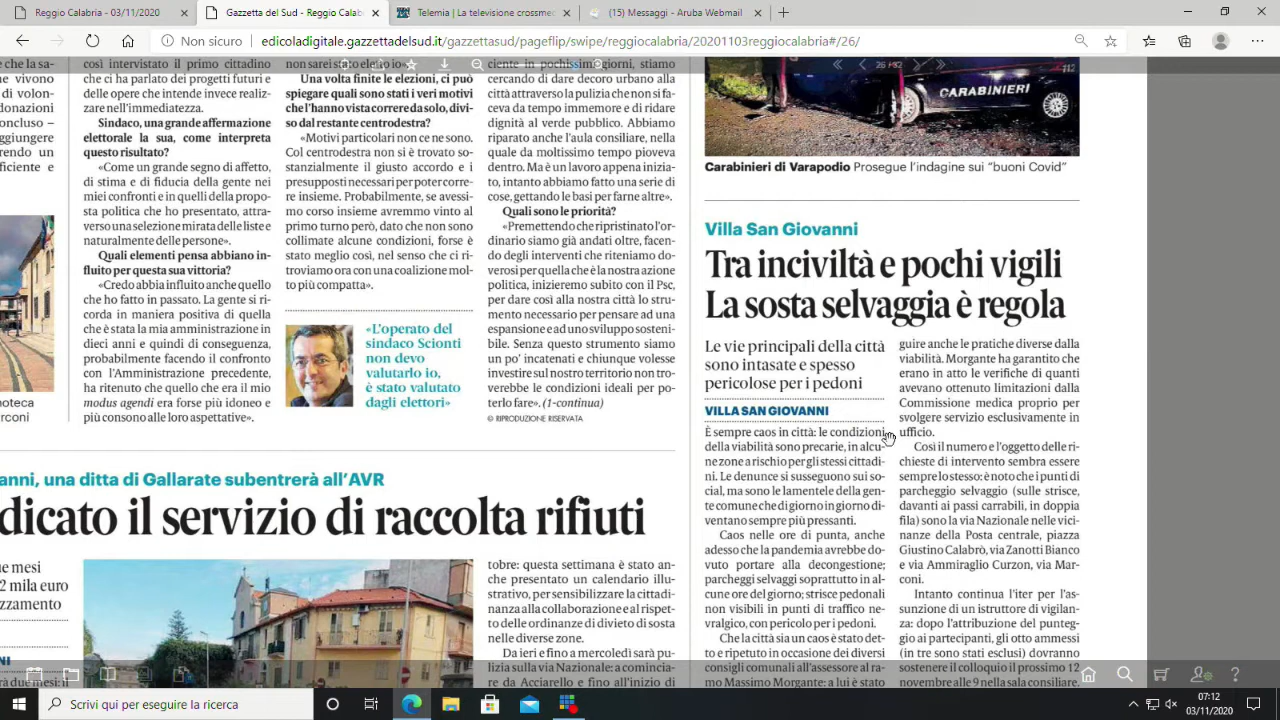 Reggio Calabria - 03/11/2020
Gazzetta del Sud - Reggio Calab
Telemia | La television crossmed
(15) Messaggi - Aruba Webmail
Non sicuro
edicoladigitale.gazzettadelsud.it/gazzettasud/pageflip/swipe/reggiocalabria/20201103reggiocalabria#/26/
26 / 32
che la sa-
vivono
di volon-
donazioni
oncluso –
ggiungere
rendo un
ficiente e
oteca
rconi
così intervistato il primo cittadino
che ci ha parlato dei progetti futuri e
delle opere che intende invece realiz-
zare nell'immediatezza.
Sindaco, una grande affermazione
elettorale la sua, come interpreta
questo risultato?
«Come un grande segno di affetto,
di stima e di fiducia della gente nei
miei confronti e in quelli della propo-
sta politica che ho presentato, attra-
verso una selezione mirata delle liste e
naturalmente delle persone».
Quali elementi pensa abbiano in-
fluito per questa sua vittoria?
«Credo abbia influito anche quello
che ho fatto in passato. La gente si ri-
corda in maniera positiva di quella
che è stata la mia amministrazione in
dieci anni e quindi di conseguenza,
probabilmente facendo il confronto
con l'Amministrazione precedente,
ha ritenuto che quello che era il mio
modus agendi era forse più idoneo e
più consono alle loro aspettative».
non sarei
Una volta finite le elezioni, ci può
spiegare quali sono stati i veri motivi
che l'hanno vista correre da solo, divi-
so dal restante centrodestra?
«Motivi particolari non ce ne sono.
Col centrodestra non si è trovato so-
stanzialmente il giusto accordo e i
presupposti necessari per poter corre-
re insieme. Probabilmente, se avessi-
mo corso insieme avremmo vinto al
primo turno però, dato che non sono
collimate alcune condizioni, forse è
stato meglio così, nel senso che ci ri-
troviamo ora con una coalizione mol-
to più compatta».
«L'operato del
sindaco Scionti
non devo
valutarlo io,
è stato valutato
dagli elettori»
ciente in pochissimi giorni, stiamo
cercando di dare decoro urbano alla
città attraverso la pulizia che non si fa-
ceva da tempo immemore e di ridare
dignità al verde pubblico. Abbiamo
riparato anche l'aula consiliare, nella
quale da moltissimo tempo pioveva
dentro. Ma è un lavoro appena inizia-
to, intanto abbiamo fatto una serie di
cose, gettando le basi per farne altre».
Quali sono le priorità?
«Premettendo che ripristinato l'or-
dinario siamo già andati oltre, facen-
do degli interventi che riteniamo do-
verosi per quella che è la nostra azione
politica, inizieremo subito con il Psc,
per dare così alla nostra città lo stru-
mento necessario per pensare ad una
espansione e ad uno sviluppo sosteni-
bile. Senza questo strumento siamo
un po' incatenati e chiunque volesse
investire sul nostro territorio non tro-
verebbe le condizioni ideali per po-
terlo fare». (1-continua)
© RIPRODUZIONE RISERVATA
anni, una ditta di Gallarate subentrerà all'AVR
dicato il servizio di raccolta rifiuti
ue mesi
2 mila euro
zzamento
NI
tobre: questa settimana è stato an-
che presentato un calendario illu-
strativo, per sensibilizzare la cittadi-
nanza alla collaborazione e al rispet-
to delle ordinanze di divieto di sosta
nelle diverse zone.
Da ieri e fino a mercoledì sarà pu-
lizia sulla via Nazionale: a comincia-
re da Acciarello e fino all'inizio di
112
CARABINIERI
Carabinieri di Varapodio Prosegue l'indagine sui "buoni Covid"
Villa San Giovanni
Tra inciviltà e pochi vigili
La sosta selvaggia è regola
Le vie principali della città
sono intasate e spesso
pericolose per i pedoni
VILLA SAN GIOVANNI
È sempre caos in città: le condizioni
della viabilità sono precarie, in alcu-
ne zone a rischio per gli stessi cittadi-
ni. Le denunce si susseguono sui so-
cial, ma sono le lamentele della gen-
te comune che di giorno in giorno di-
ventano sempre più pressanti.
Caos nelle ore di punta, anche
adesso che la pandemia avrebbe do-
vuto portare alla decongestione;
parcheggi selvaggi soprattutto in al-
cune ore del giorno; strisce pedonali
non visibili in punti di traffico ne-
vralgico, con pericolo per i pedoni.
Che la città sia un caos è stato det-
to e ripetuto in occasione dei diversi
consigli comunali all'assessore al ra-
mo Massimo Morgante: a lui è stato
guire anche le pratiche diverse dalla
viabilità. Morgante ha garantito che
erano in atto le verifiche di quanti
avevano ottenuto limitazioni dalla
Commissione medica proprio per
svolgere servizio esclusivamente in
ufficio.
Così il numero e l'oggetto delle ri-
chieste di intervento sembra essere
sempre lo stesso: è noto che i punti di
parcheggio selvaggio (sulle strisce,
davanti ai passi carrabili, in doppia
fila) sono la via Nazionale nelle vici-
nanze della Posta centrale, piazza
Giustino Calabrò, via Zanotti Bianco
e via Ammiraglio Curzon, via Mar-
coni.
Intanto continua l'iter per l'as-
sunzione di un istruttore di vigilan-
za: dopo l'attribuzione del punteg-
gio ai partecipanti, gli otto ammessi
(in tre sono stati esclusi) dovranno
sostenere il colloquio il prossimo 12
novembre alle 9 nella sala consiliare.
Scrivi qui per eseguire la ricerca
07:12
03/11/2020